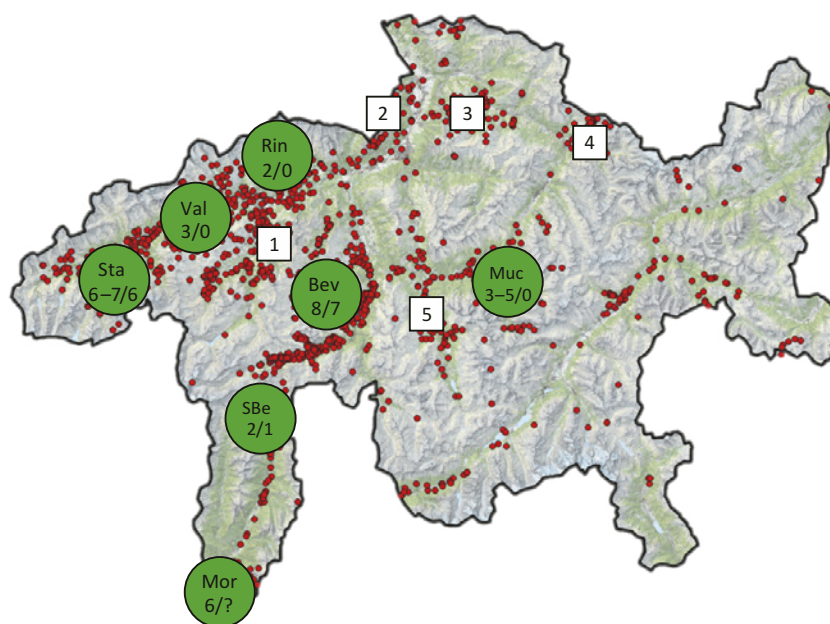 2
3
4
Rin
2/0
Val
3/0
1
Sta
6–7/6
Bev
8/7
Muc
3–5/0
5
SBe
2/1
Mor
6/?